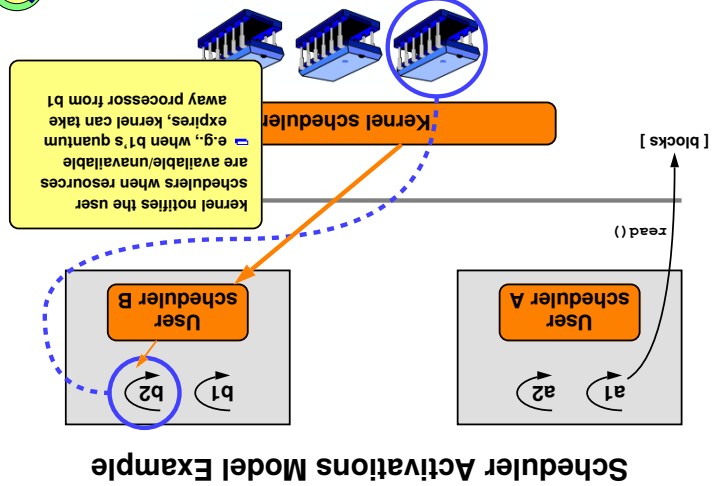 Scheduler Activations Model Example
a1
a2
b1
b2
User
scheduler A
User
scheduler B
read()
[ blocks ]
Kernel scheduler
kernel notifies the user
schedulers when resources
are available/unavailable
e.g., when b1's quantum
expires, kernel can take
away processor from b1